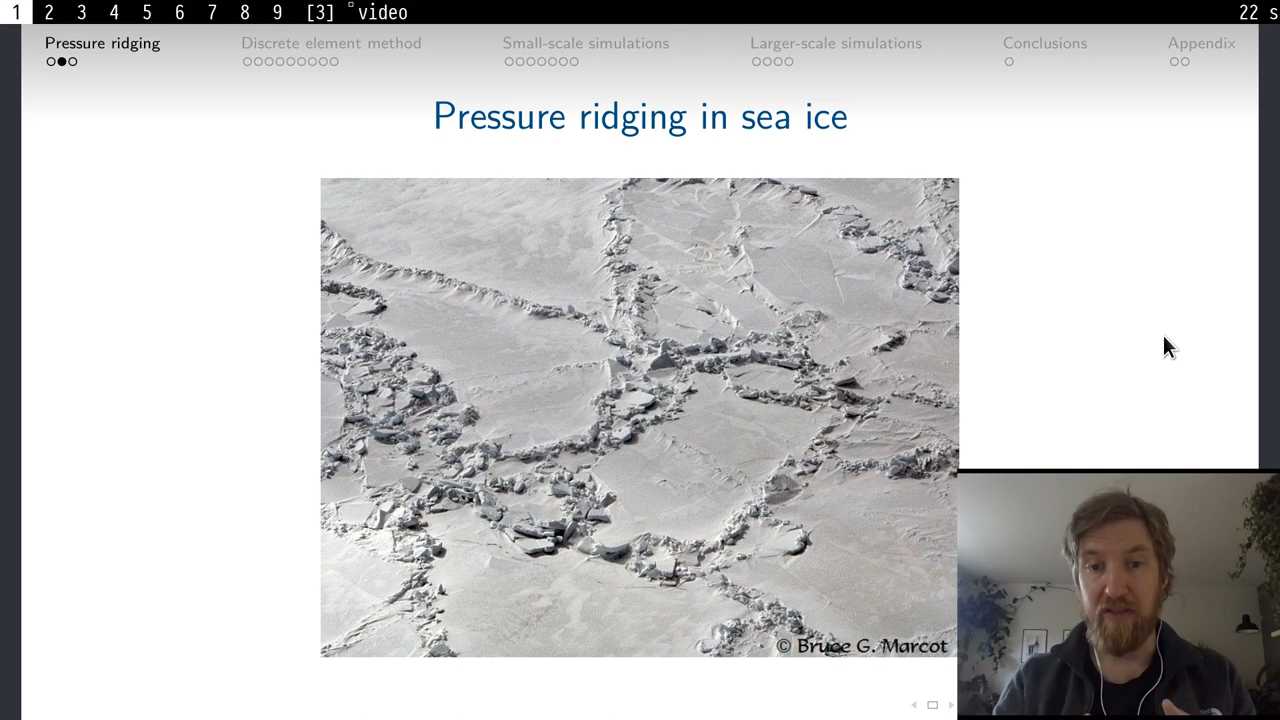 1 2 3 4 5 6 7 8 9 [3] video 22 s
Pressure ridging Discrete element method Small-scale simulations Larger-scale simulations Conclusions Appendix
Pressure ridging in sea ice
© Bruce G. Marcot